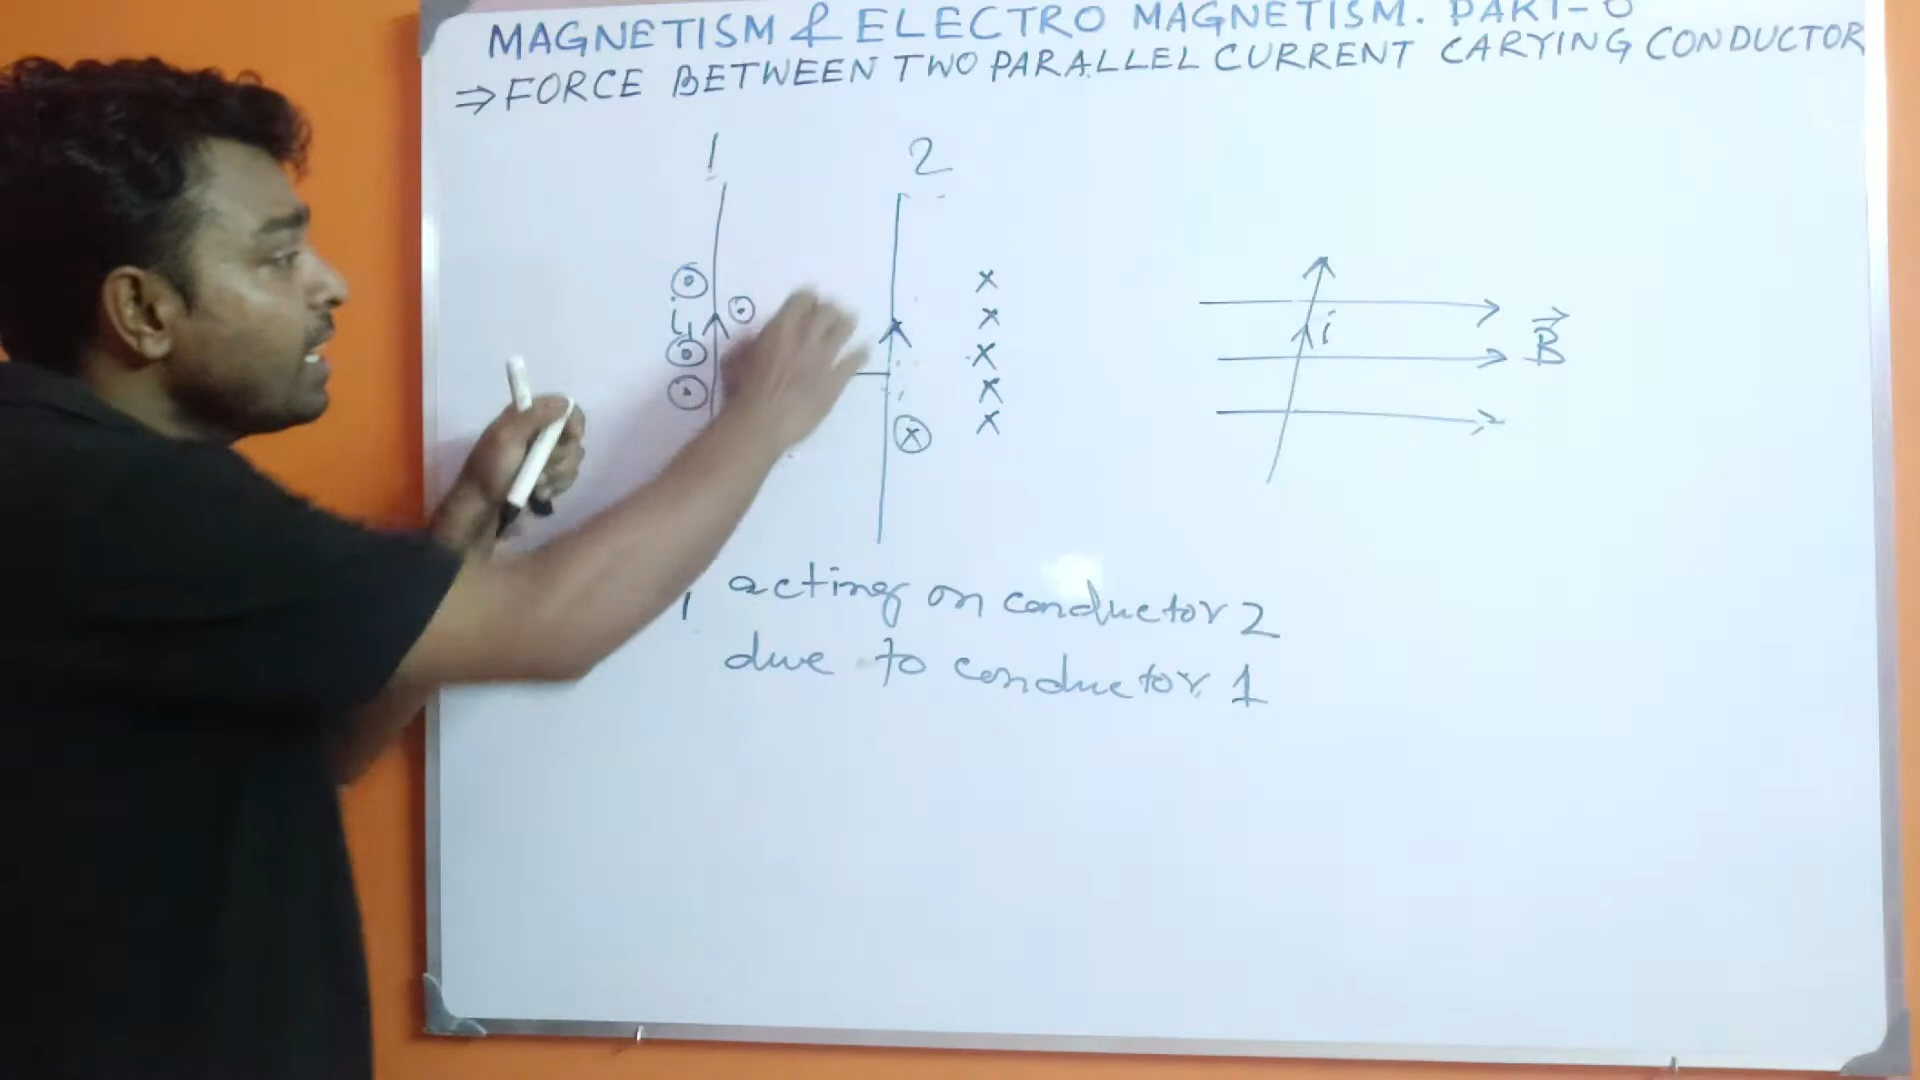 MAGNETISM & ELECTRO MAGNETISM. PART-
⇒ FORCE BETWEEN TWO PARALLEL CURRENT CARYING CONDUCTOR
1 2
i
B
acting on conductor 2
due to conductor 1